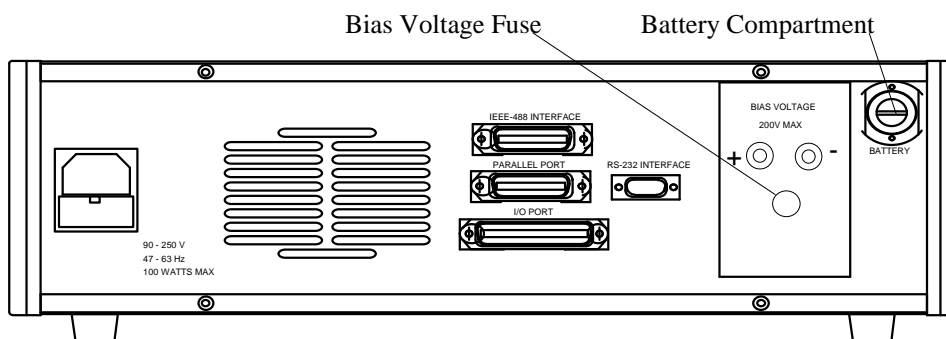 Bias Voltage Fuse
Battery Compartment
IEEE-488 INTERFACE
BIAS VOLTAGE
200V MAX
BATTERY
+
-
PARALLEL PORT
RS-232 INTERFACE
I/O PORT
90 - 250 V
47 - 63 Hz
100 WATTS MAX